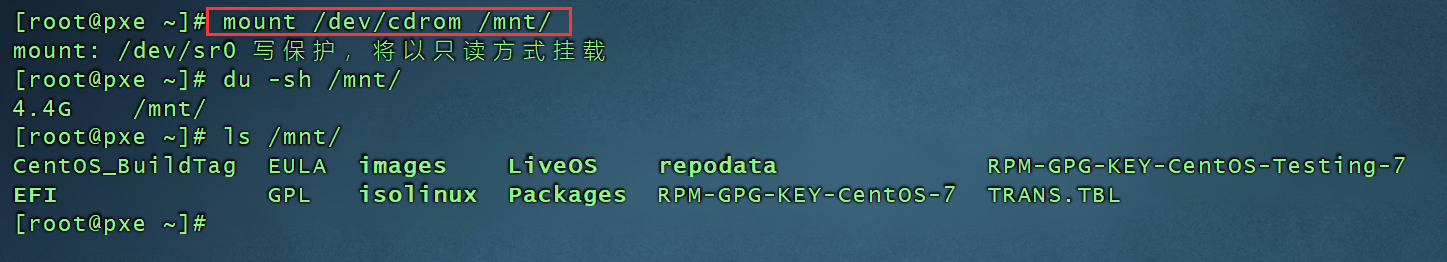 [root@pxe ~]# mount /dev/cdrom /mnt/
mount: /dev/sr0 写保护，将以只读方式挂载
[root@pxe ~]# du -sh /mnt/
4.4G    /mnt/
[root@pxe ~]# ls /mnt/
CentOS_BuildTag  EULA  images    LiveOS    repodata              RPM-GPG-KEY-CentOS-Testing-7
EFI              GPL   isolinux  Packages  RPM-GPG-KEY-CentOS-7  TRANS.TBL
[root@pxe ~]#